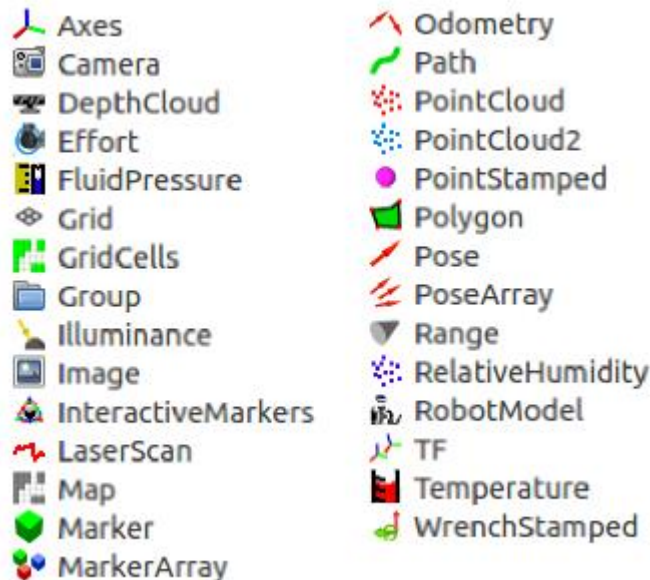 Axes
Camera
DepthCloud
Effort
FluidPressure
Grid
GridCells
Group
Illuminance
Image
InteractiveMarkers
LaserScan
Map
Marker
MarkerArray
Odometry
Path
PointCloud
PointCloud2
PointStamped
Polygon
Pose
PoseArray
Range
RelativeHumidity
RobotModel
TF
Temperature
WrenchStamped